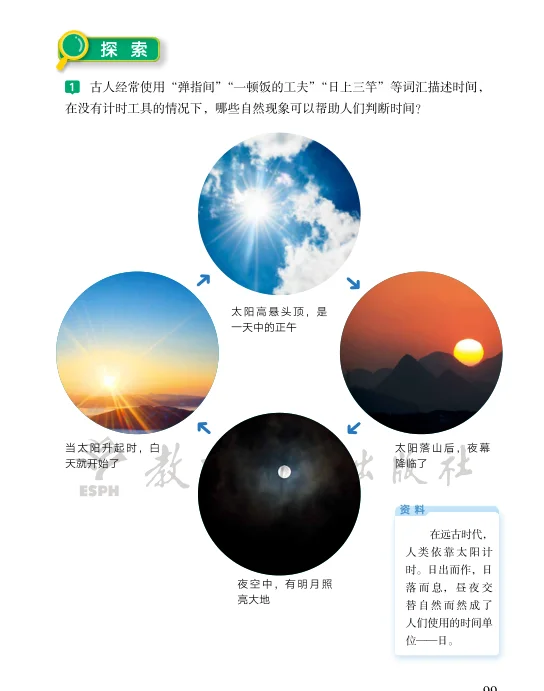 探 索
1 古人经常使用“弹指间”“一顿饭的工夫”“日上三竿”等词汇描述时间，
在没有计时工具的情况下，哪些自然现象可以帮助人们判断时间？
太阳高悬头顶，是
一天中的正午
当太阳升起时，白
天就开始了
太阳落山后，夜幕
降临了
ESPH
出版社
夜空中，有明月照
亮大地
资 料
在远古时代，
人类依靠太阳计
时。日出而作，日
落而息，昼夜交
替自然而然成了
人们使用的时间单
位——日。